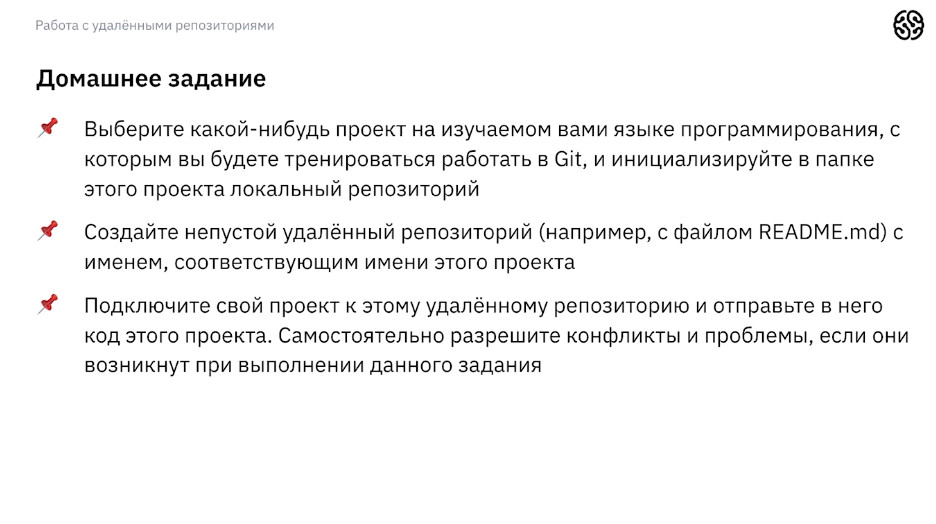 Работа с удалёнными репозиториями
Домашнее задание
Выберите какой-нибудь проект на изучаемом вами языке программирования, с
которым вы будете тренироваться работать в Git, и инициализируйте в папке
этого проекта локальный репозиторий
Создайте непустой удалённый репозиторий (например, с файлом README.md) с
именем, соответствующим имени этого проекта
Подключите свой проект к этому удалённому репозиторию и отправьте в него
код этого проекта. Самостоятельно разрешите конфликты и проблемы, если они
возникнут при выполнении данного задания